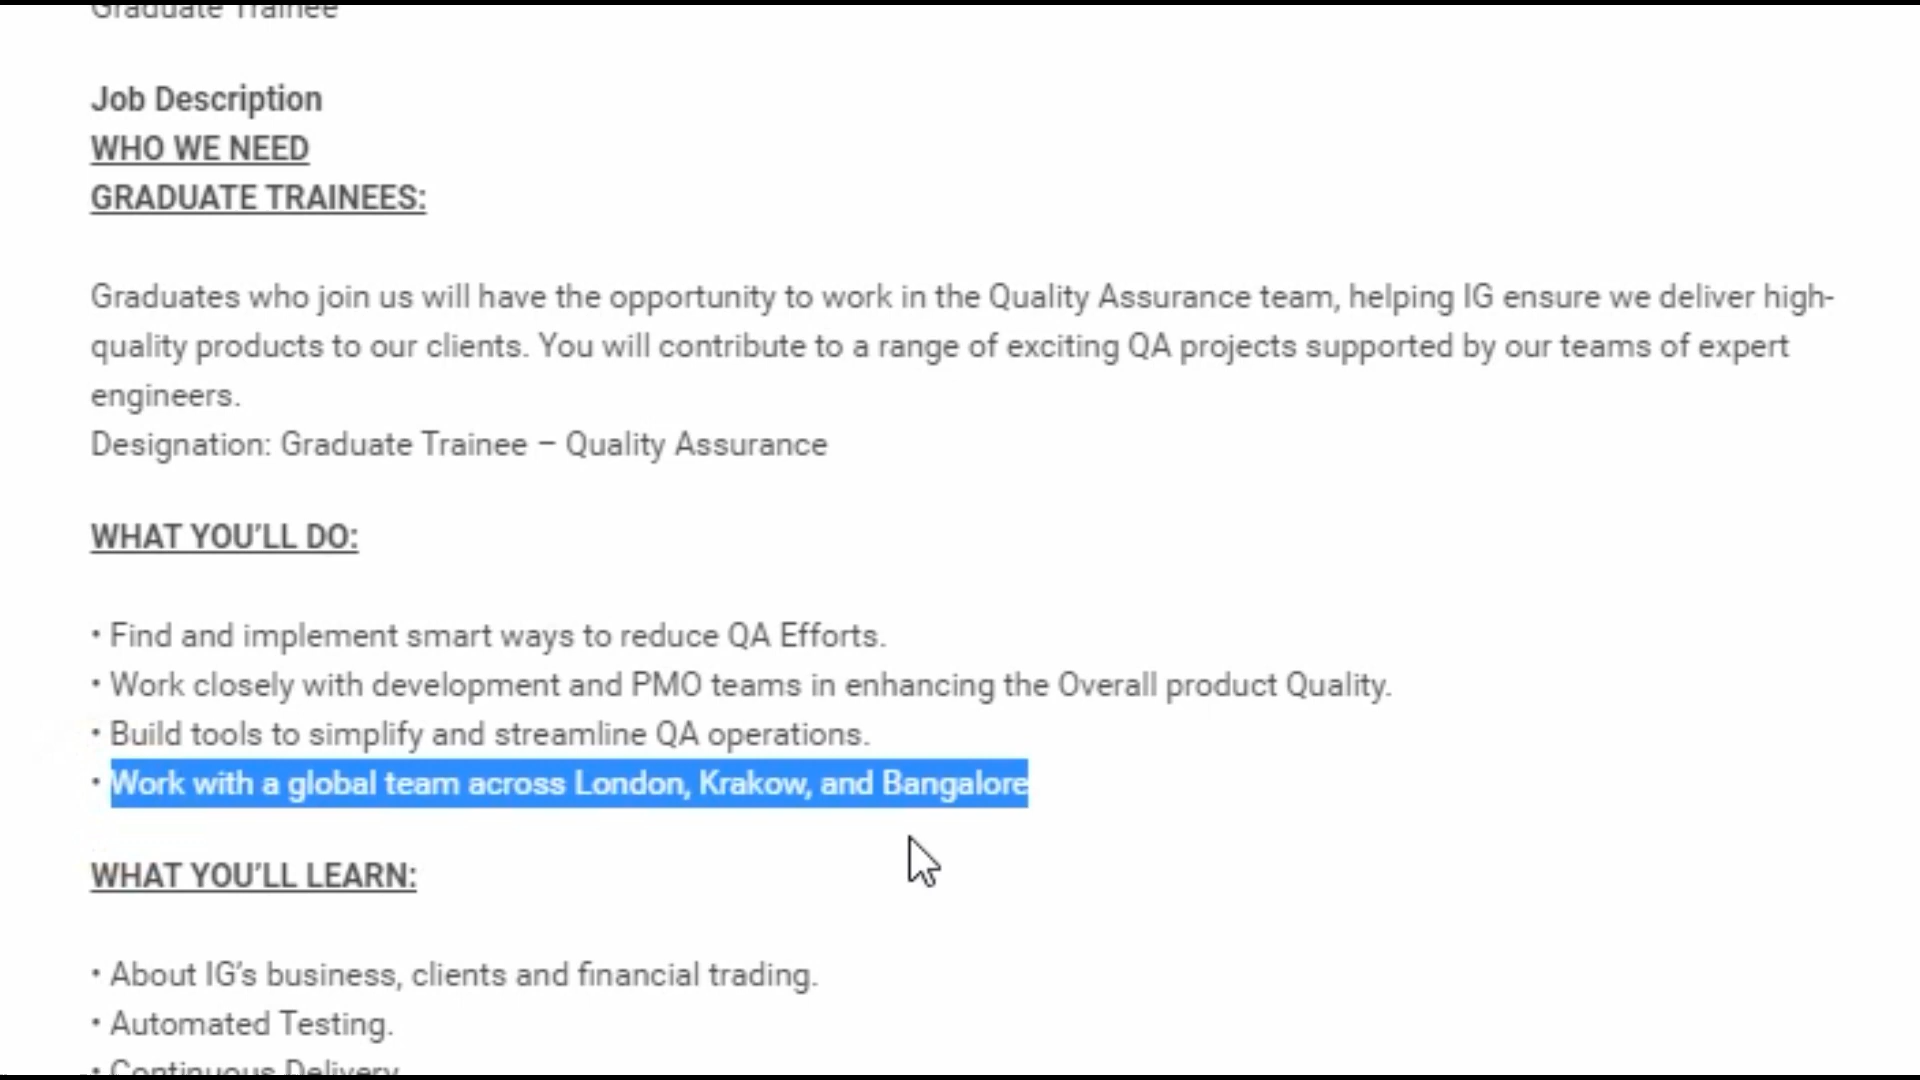 Graduate Trainee
Job Description
WHO WE NEED
GRADUATE TRAINEES:
Graduates who join us will have the opportunity to work in the Quality Assurance team, helping IG ensure we deliver high-
quality products to our clients. You will contribute to a range of exciting QA projects supported by our teams of expert
engineers.
Designation: Graduate Trainee – Quality Assurance
WHAT YOU’LL DO:
• Find and implement smart ways to reduce QA Efforts.
• Work closely with development and PMO teams in enhancing the Overall product Quality.
• Build tools to simplify and streamline QA operations.
• Work with a global team across London, Krakow, and Bangalore
WHAT YOU’LL LEARN:
• About IG’s business, clients and financial trading.
• Automated Testing.
• Continuous Delivery